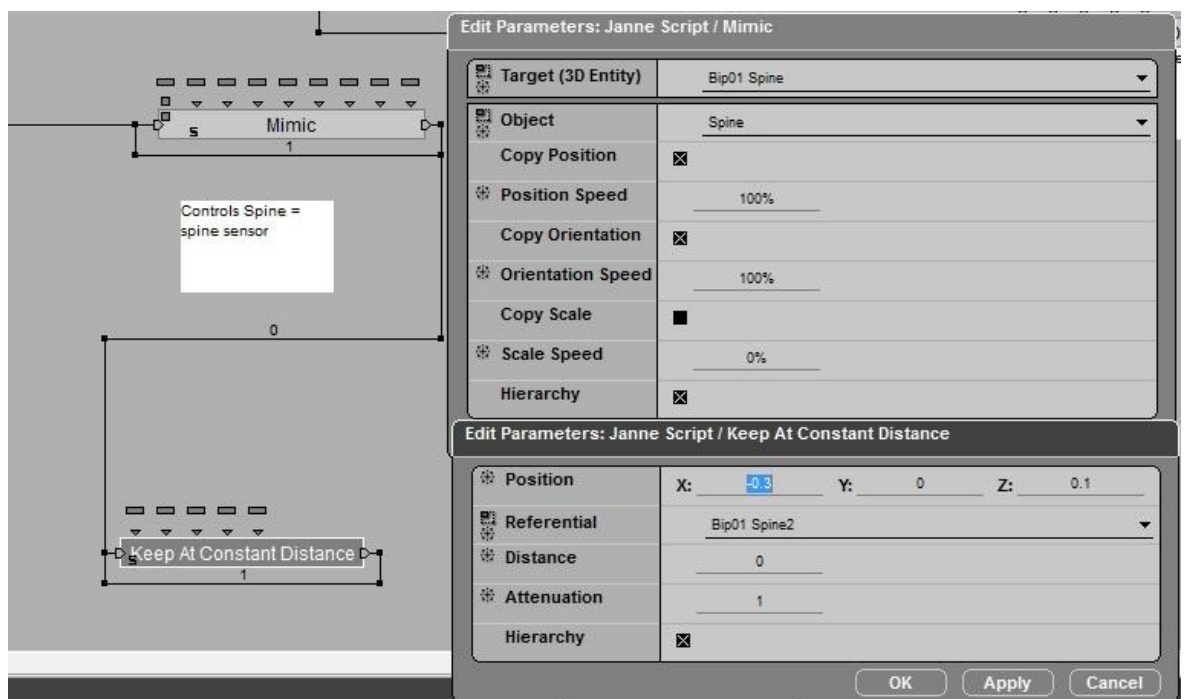 Mimic
S
1
Controls Spine =
spine sensor
0
Keep At Constant Distance
S
1
Edit Parameters: Janne Script / Mimic
Target (3D Entity) Bip01 Spine
Object Spine
Copy Position
Position Speed 100%
Copy Orientation
Orientation Speed 100%
Copy Scale
Scale Speed 0%
Hierarchy
Edit Parameters: Janne Script / Keep At Constant Distance
Position X: -0.3 Y: 0 Z: 0.1
Referential Bip01 Spine2
Distance 0
Attenuation 1
Hierarchy
OK Apply Cancel